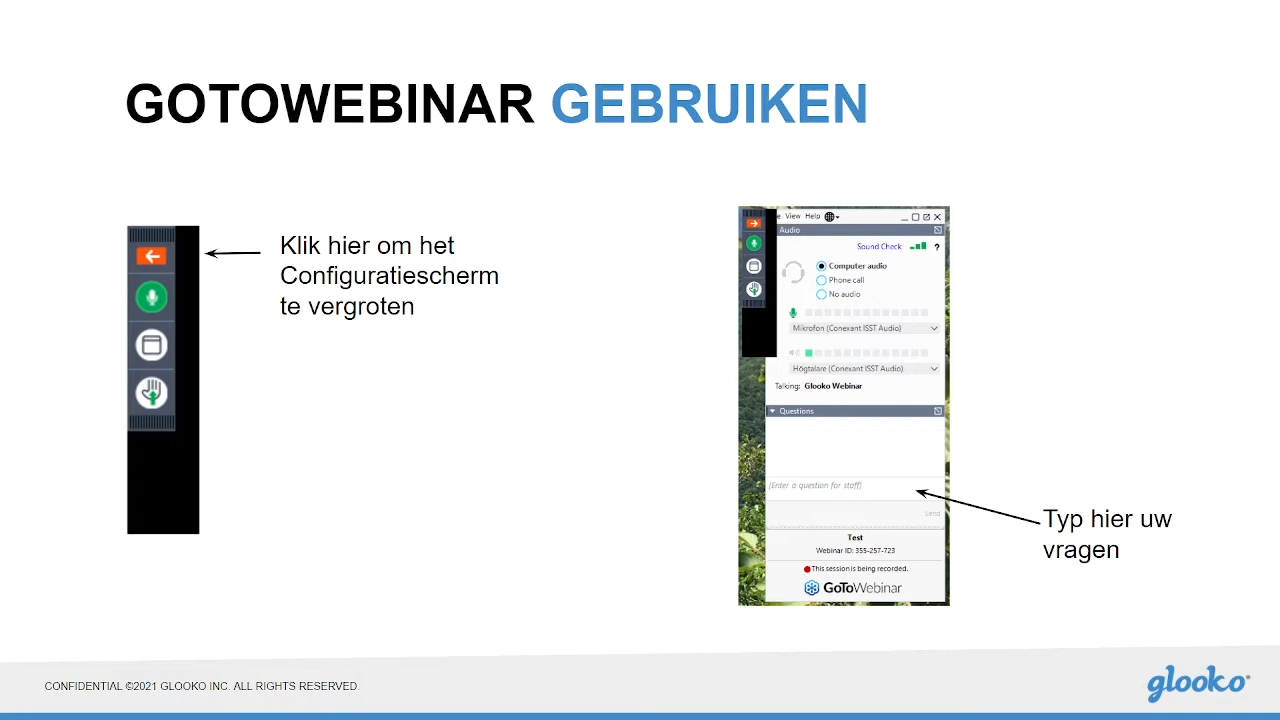 GOTOWEBINAR GEBRUIKEN
Klik hier om het
Configuratiescherm
te vergroten
View Help
Audio
Sound Check ?
Computer audio
Phone call
No audio
Mikrofon (Conexant ISST Audio)
Högtalare (Conexant ISST Audio)
Talking: Glooko Webinar
Questions
[Enter a question for staff]
Send
Typ hier uw
vragen
Test
Webinar ID: 355-257-723
This session is being recorded.
GoToWebinar
CONFIDENTIAL ©2021 GLOOKO INC. ALL RIGHTS RESERVED.
glooko